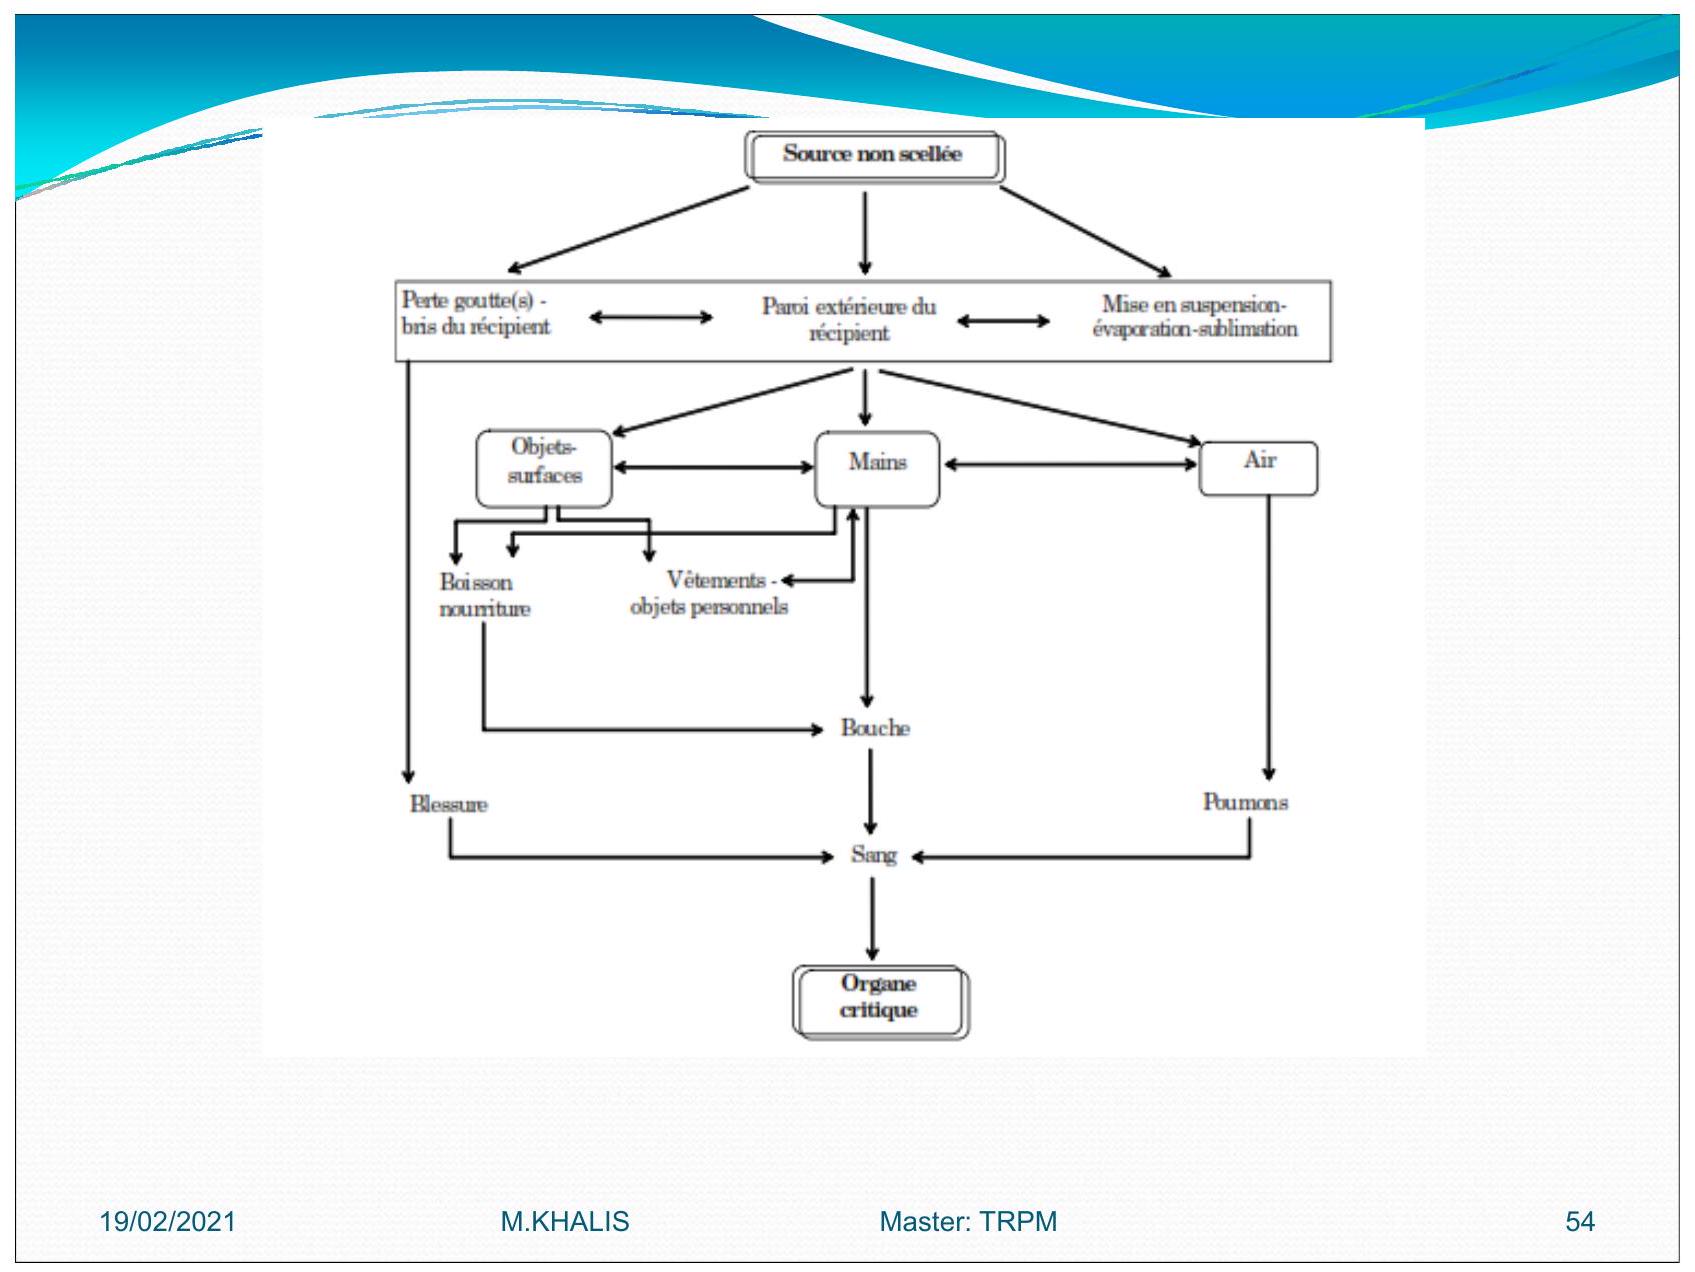 Source non scellée
Perte goutte(s) -
bris du récipient
Paroi extérieure du
récipient
Mise en suspension-
évaporation-sublimation
Objets-
surfaces
Mains
Air
Boisson
nourriture
Vêtements -
objets personnels
Bouche
Blessure
Poumons
Sang
Organe
critique
19/02/2021
M.KHALIS
Master: TRPM
54